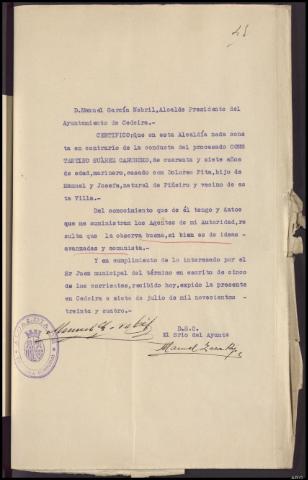 D.Manuel García Nebril,Alcalde Presidente del
Ayuntamiento de Cedeira.-
CERTIFICO;que en esta Alcaldía nada cons
ta en contrario de la conducta del procesado CONS
TANTINO SUÁREZ CARUNCHO,de cuarenta y siete años
de edad,marinero,casado con Dolores Pita,hijo de
Manuel y Josefa,natural de Piñeiro y vecino de es
ta Villa.-
Del conocimiento que de él tengo y datos
que me suministran los Agentes de mi Autoridad,re
sulta que la observa buena,si bien es de ideas
avanzadas y comunista.-
Y en cumplimiento de lo interesado por el
Sr Juez municipal del término en escrito de cinco
de los corrientes,recibido hoy,expido la presente
en Cedeira a siete de julio de mil novecientos
treinta y cuatro.-
D.S.O.
El Srio del Ayunt&
Manuel